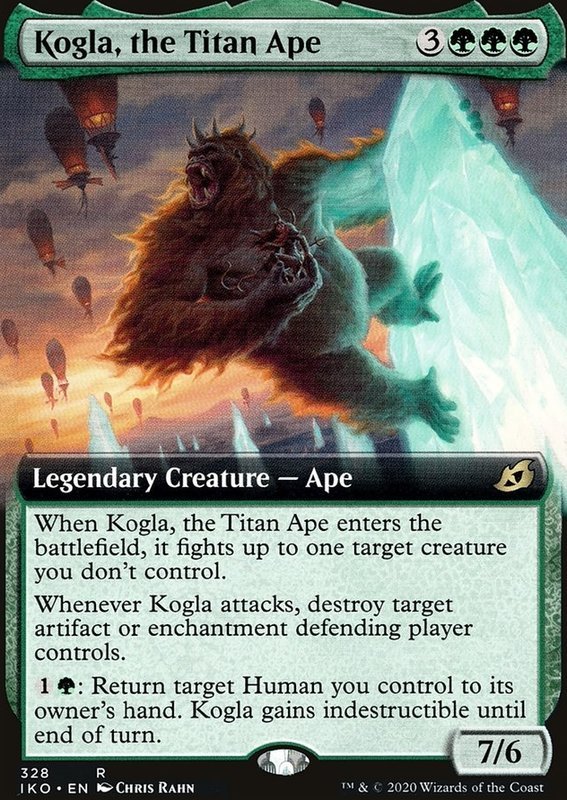 Kogla, the Titan Ape 3
Legendary Creature — Ape
When Kogla, the Titan Ape enters the
battlefield, it fights up to one target creature
you don't control.
Whenever Kogla attacks, destroy target
artifact or enchantment defending player
controls.
1 : Return target Human you control to its
owner's hand. Kogla gains indestructible until
end of turn.
7/6
328 R
IKO • EN Chris Rahn ™ & © 2020 Wizards of the Coast